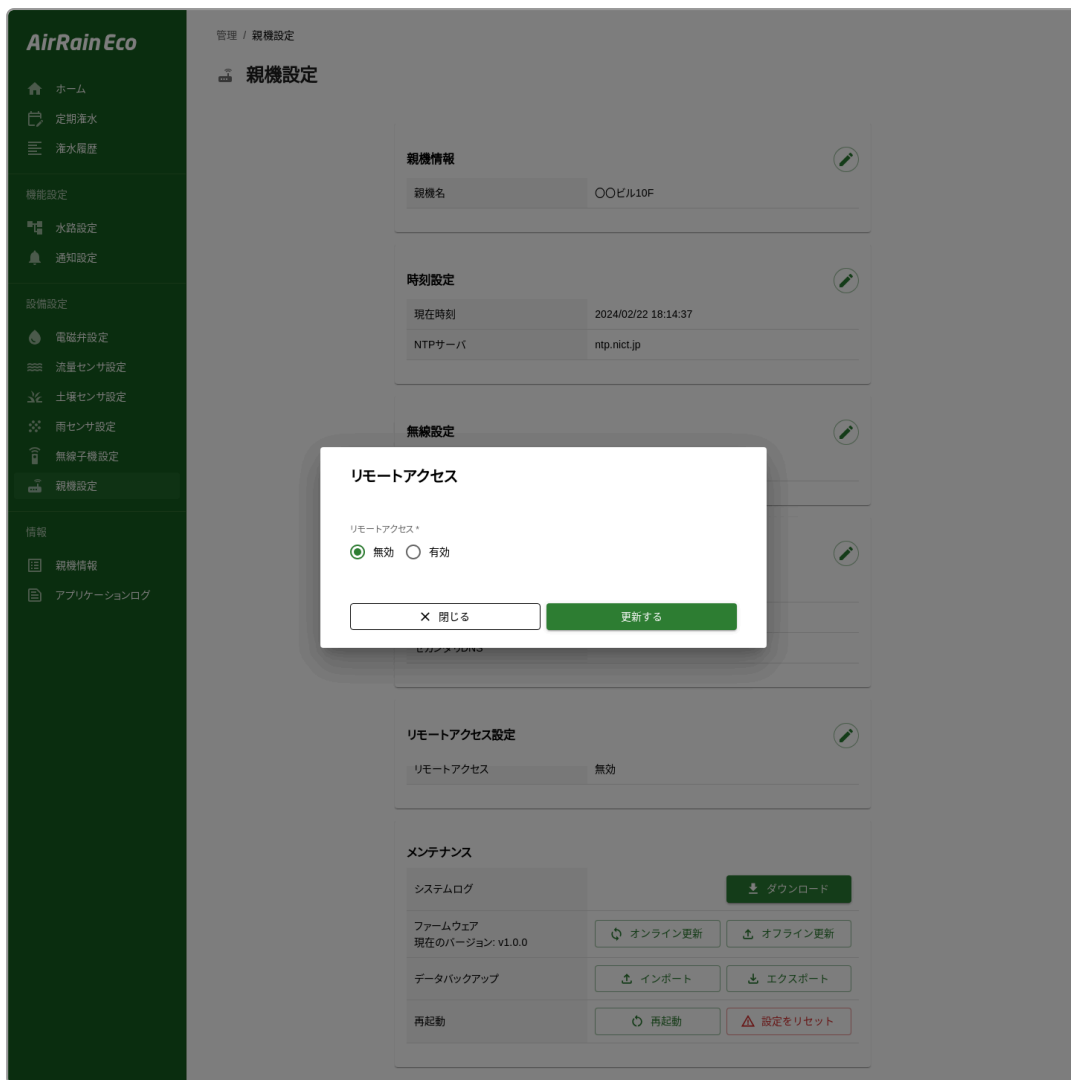 AirRain Eco
ホーム
定期潅水
潅水履歴
機能設定
水路設定
通知設定
設備設定
電磁弁設定
流量センサ設定
土壌センサ設定
雨センサ設定
無線子機設定
親機設定
情報
親機情報
アプリケーションログ
管理 / 親機設定
親機設定
親機情報
親機名 〇〇ビル10F
時刻設定
現在時刻 2024/02/22 18:14:37
NTPサーバ ntp.nict.jp
無線設定
リモートアクセス
リモートアクセス *
無効 有効
閉じる 更新する
セカンダリDNS
リモートアクセス設定
リモートアクセス 無効
メンテナンス
システムログ ダウンロード
ファームウェア
現在のバージョン: v1.0.0 オンライン更新 オフライン更新
データバックアップ インポート エクスポート
再起動 再起動 設定をリセット